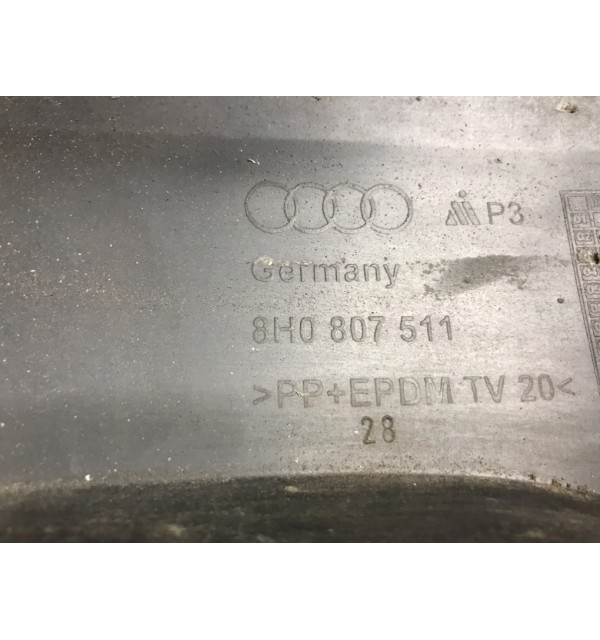 P3
Germany
8H0 807 511
>PP+EPDM TV 20<
28